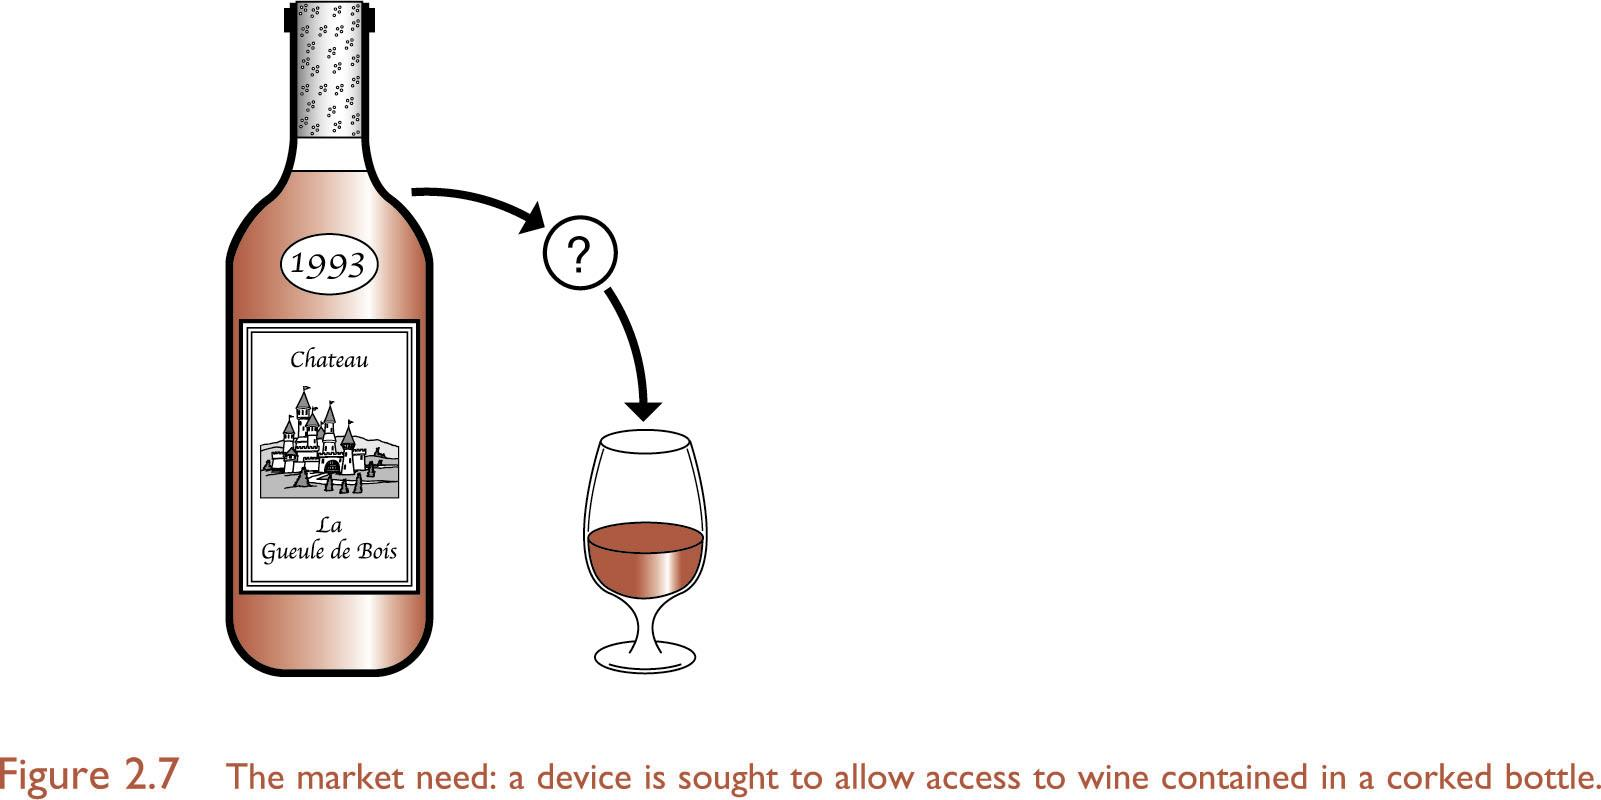 1993
?
Chateau
La
Gueule de Bois
Figure 2.7 The market need: a device is sought to allow access to wine contained in a corked bottle.